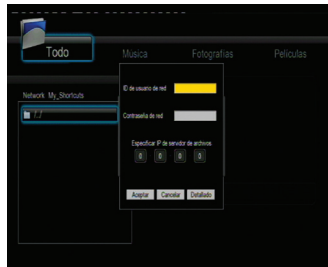 Todo Musica Fotografías Películas
Network My_Shortcuts
/../
ID de usuario de red
Contraseña de red
Especificar IP de servidor de archivos
0 0 0 0
Aceptar Cancelar Detallado